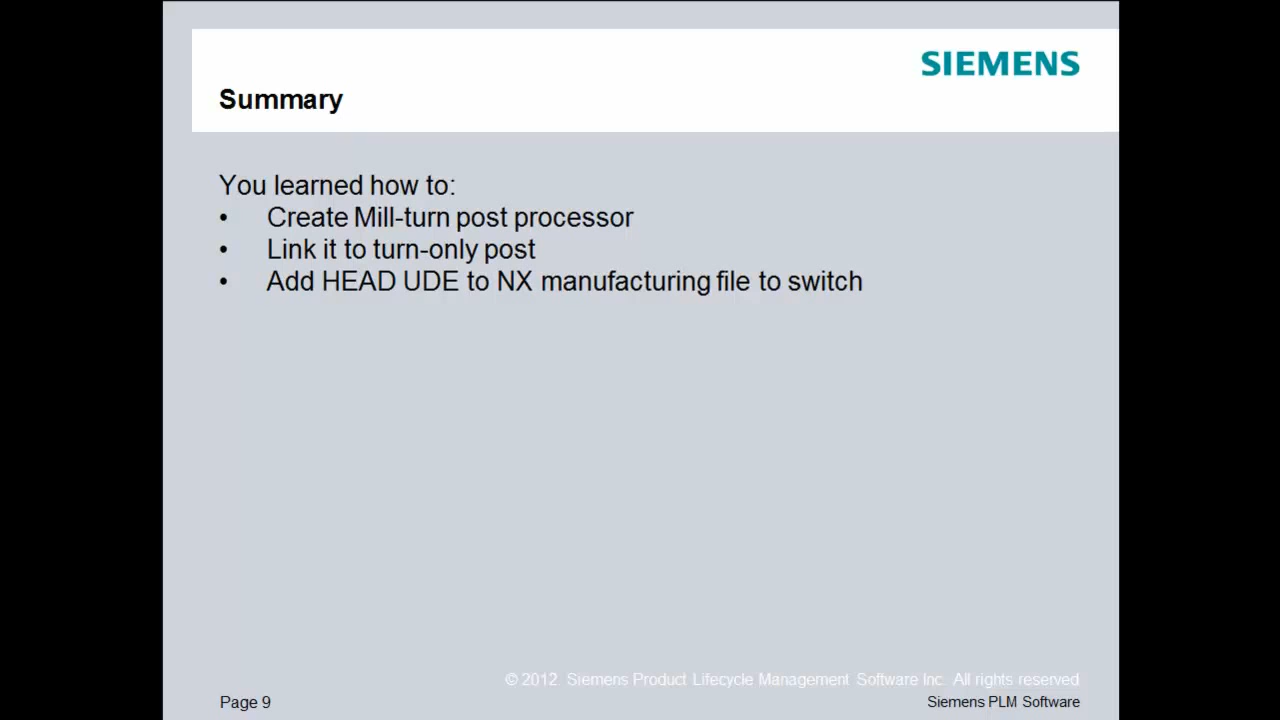 SIEMENS
Summary
You learned how to:
• Create Mill-turn post processor
• Link it to turn-only post
• Add HEAD UDE to NX manufacturing file to switch
© 2012. Siemens Product Lifecycle Management Software Inc. All rights reserved
Page 9
Siemens PLM Software